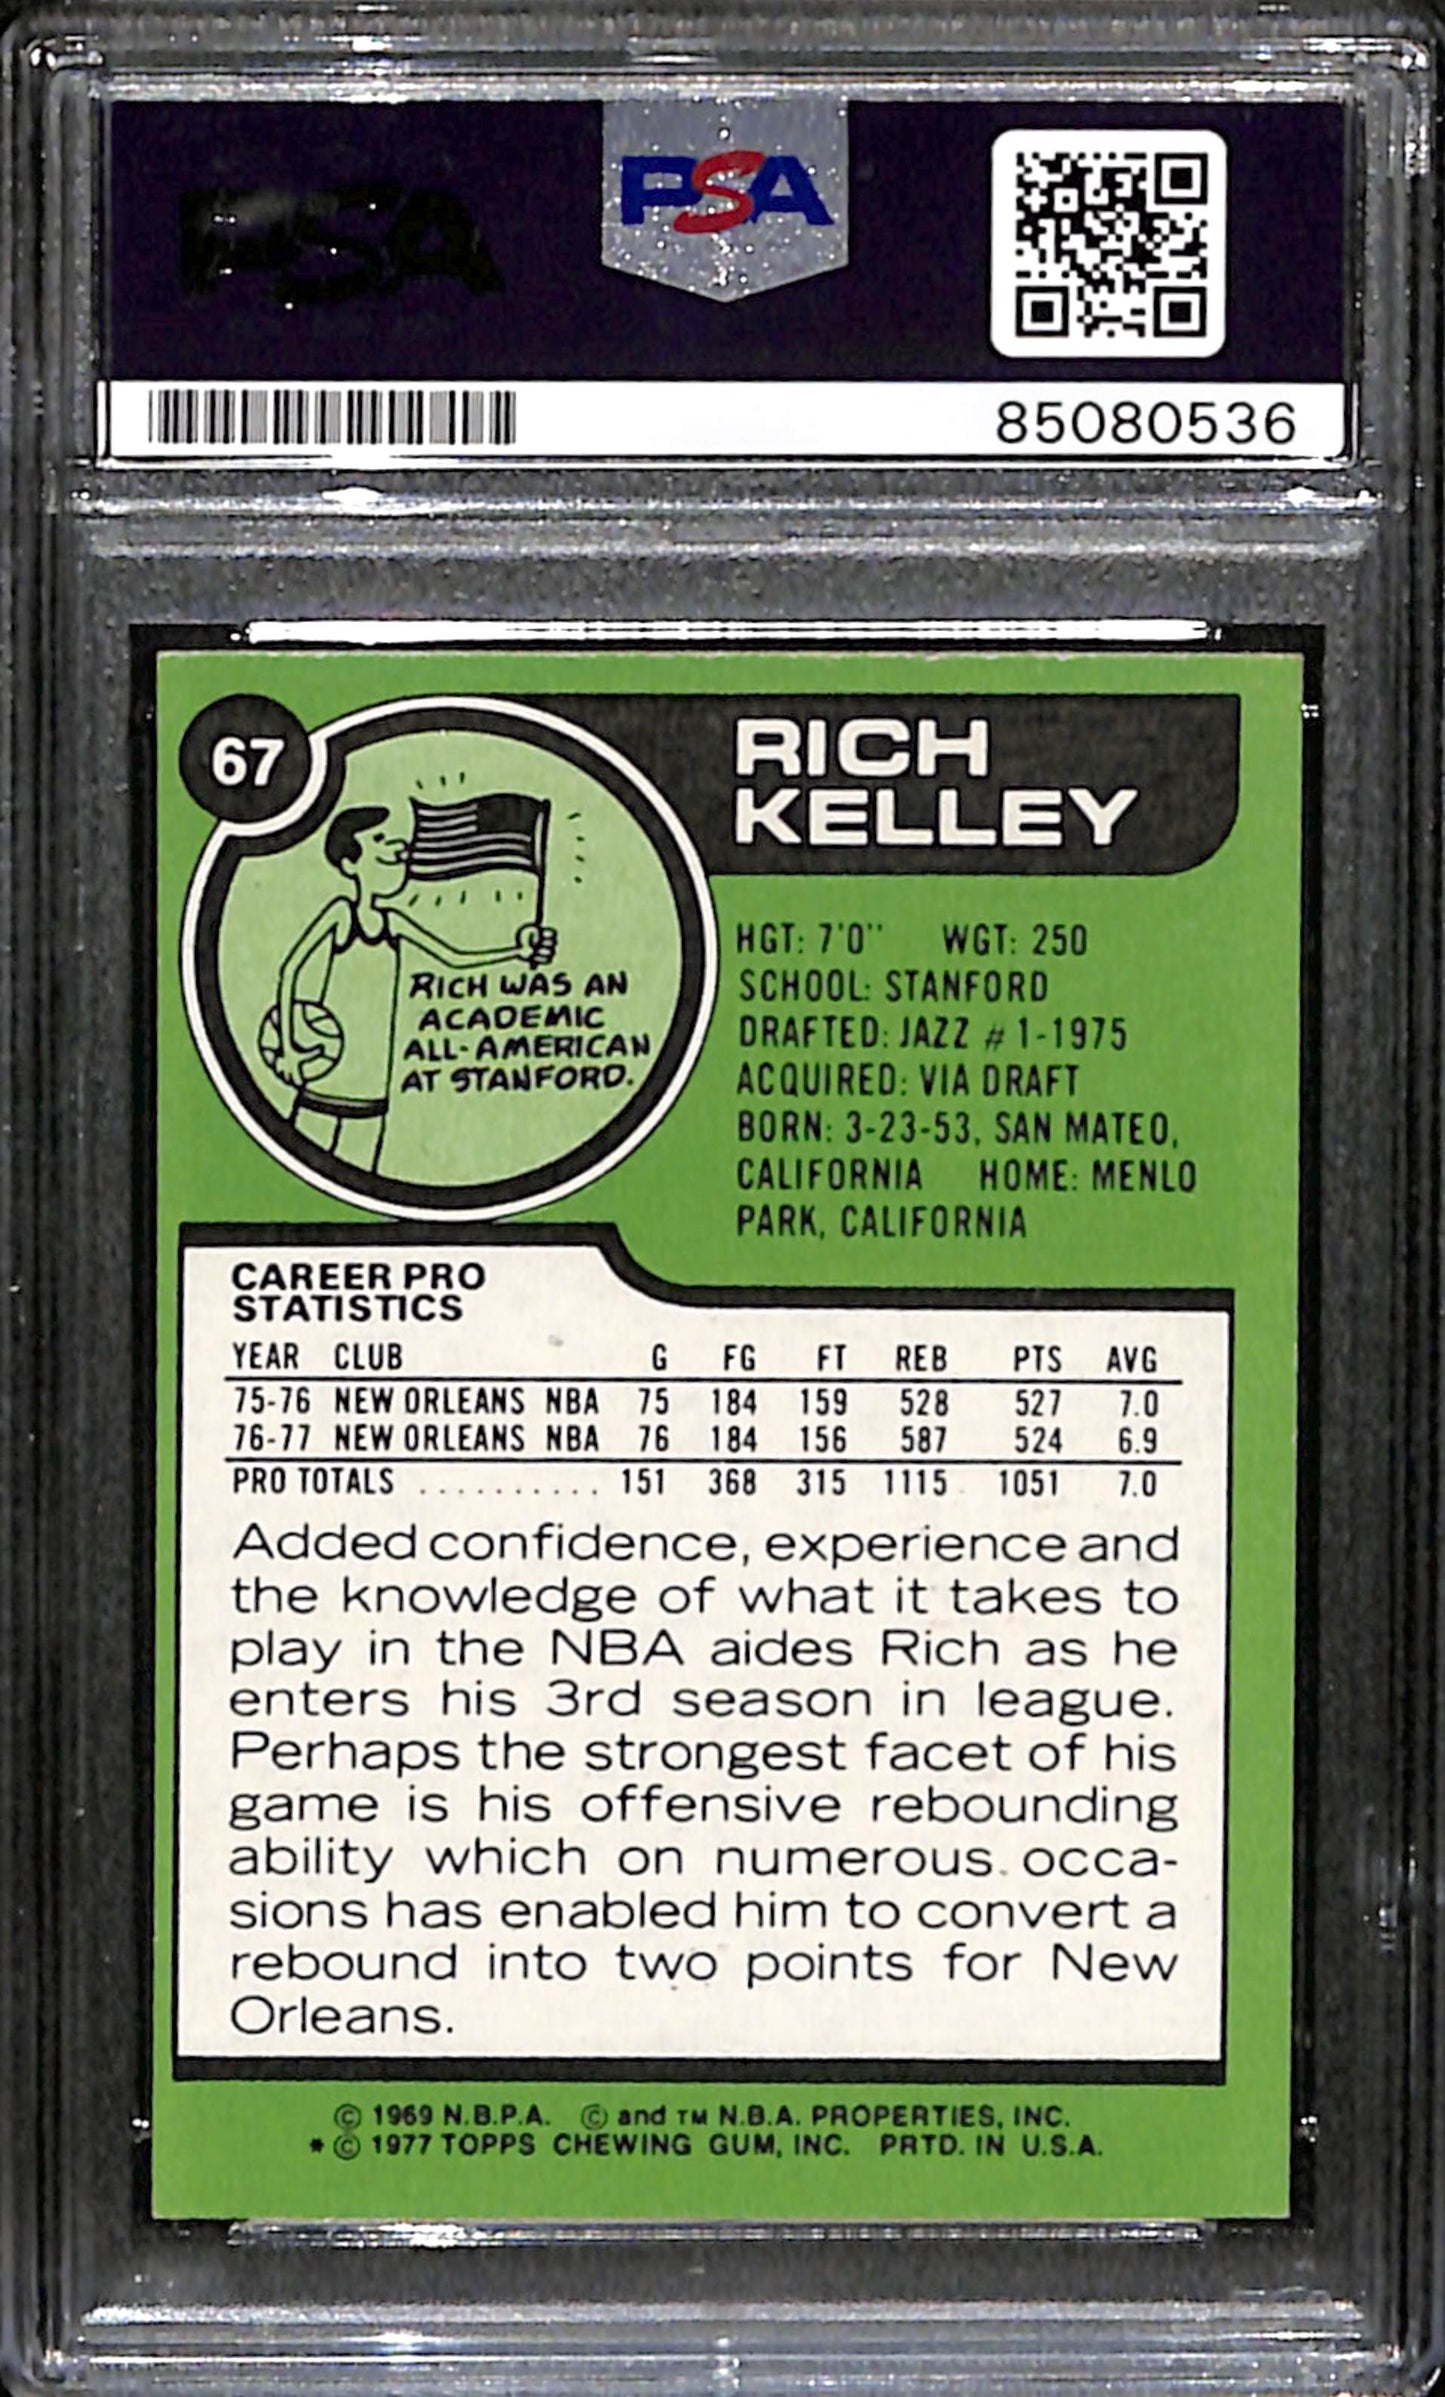 PSA
PSA
85080536
67
RICH
KELLEY
RICH WAS AN
ACADEMIC
ALL-AMERICAN
AT STANFORD.
HGT: 7'0" WGT: 250
SCHOOL: STANFORD
DRAFTED: JAZZ #1-1975
ACQUIRED: VIA DRAFT
BORN: 3-23-53, SAN MATEO,
CALIFORNIA HOME: MENLO
PARK, CALIFORNIA
CAREER PRO
STATISTICS
YEAR CLUB G FG FT REB PTS AVG
75-76 NEW ORLEANS NBA 75 184 159 528 527 7.0
76-77 NEW ORLEANS NBA 76 184 156 587 524 6.9
PRO TOTALS .......... 151 368 315 1115 1051 7.0
Added confidence, experience and
the knowledge of what it takes to
play in the NBA aides Rich as he
enters his 3rd season in league.
Perhaps the strongest facet of his
game is his offensive rebounding
ability which on numerous occa-
sions has enabled him to convert a
rebound into two points for New
Orleans.
© 1969 N.B.P.A. © and TM N.B.A. PROPERTIES, INC.
* © 1977 TOPPS CHEWING GUM, INC. PRTD. IN U.S.A.